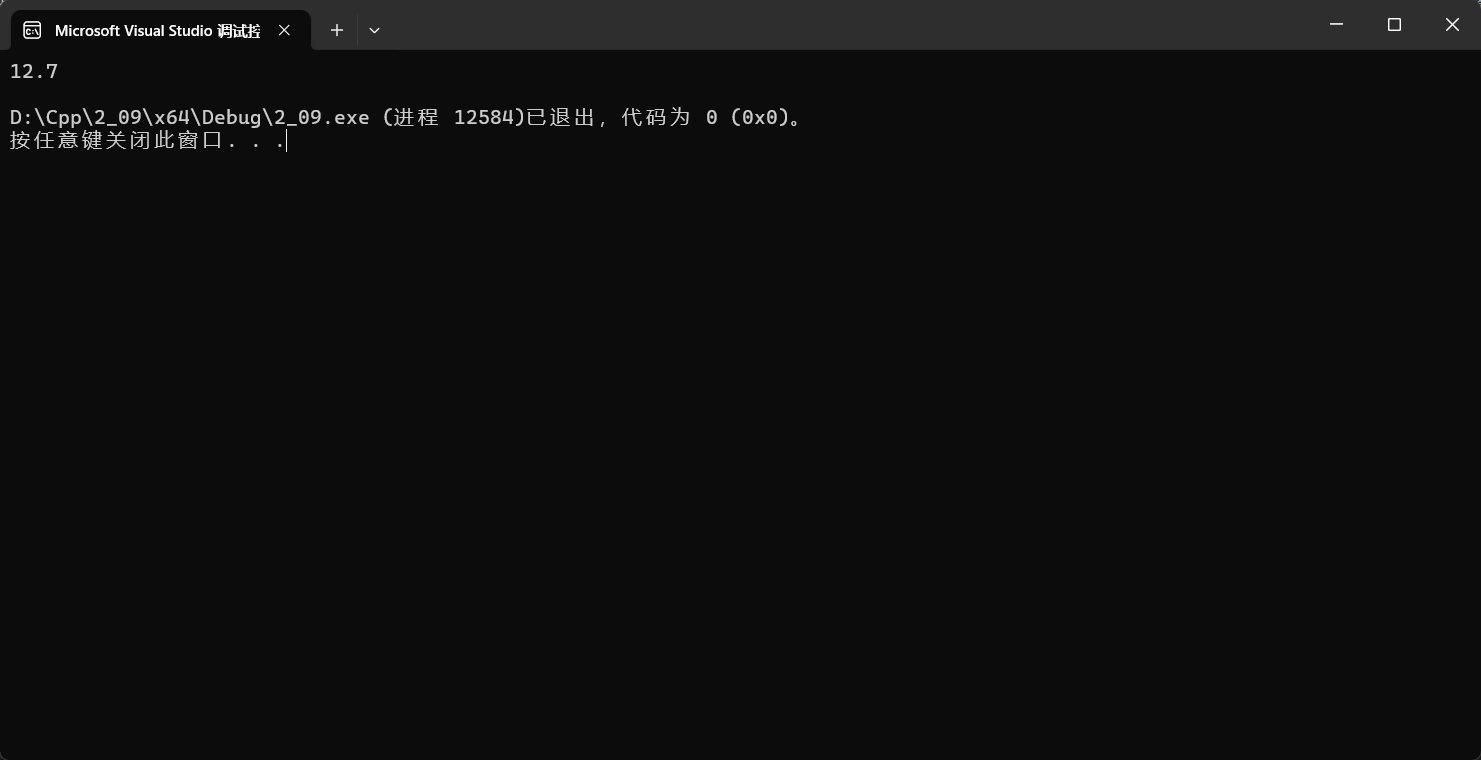 Microsoft Visual Studio 调试控
12.7
D:\Cpp\2_09\x64\Debug\2_09.exe (进程 12584)已退出，代码为 0 (0x0)。
按任意键关闭此窗口. . .